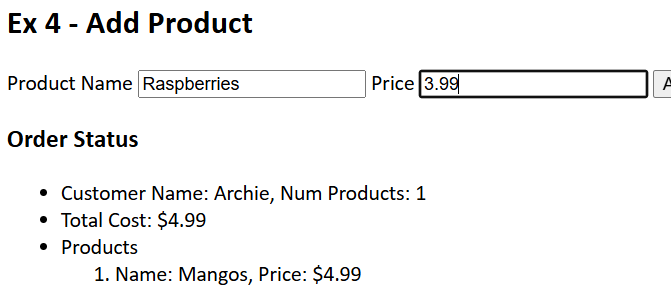 Ex 4 - Add Product
Product Name Raspberries Price 3.99 A
Order Status
• Customer Name: Archie, Num Products: 1
• Total Cost: $4.99
• Products
1. Name: Mangos, Price: $4.99